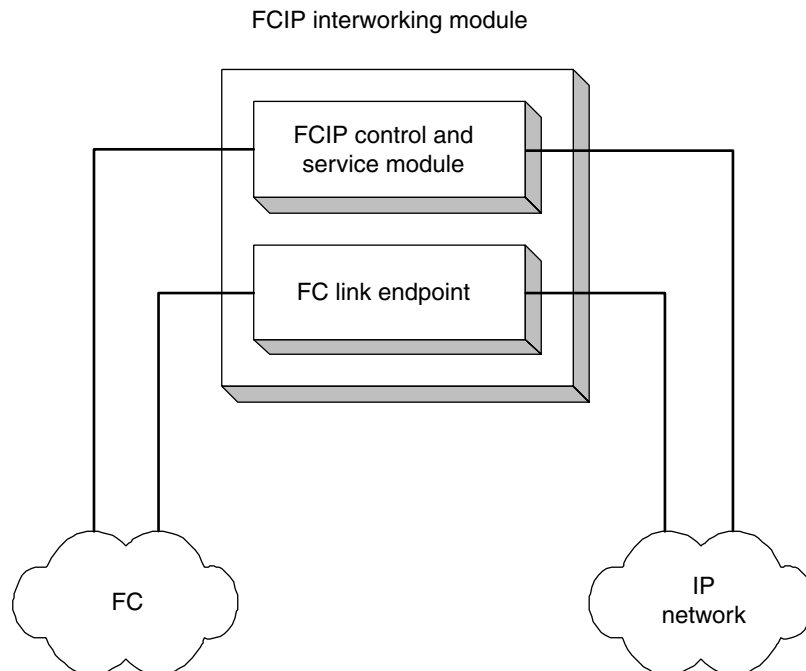 FCIP interworking module
FCIP control and
service module
FC link endpoint
FC
IP
network